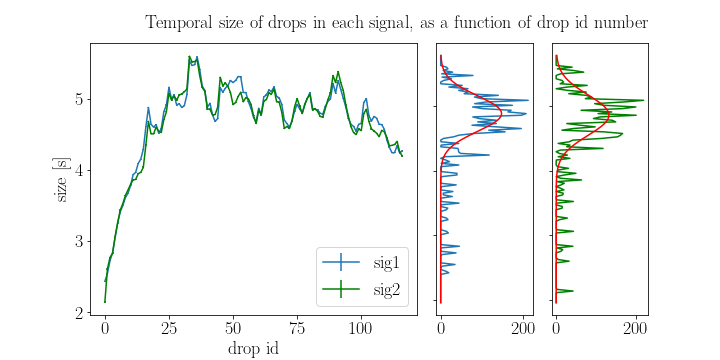 Temporal size of drops in each signal, as a function of drop id number
size [s]
5
4
3
2
sig1
sig2
0 25 50 75 100
0 200
0 200
drop id